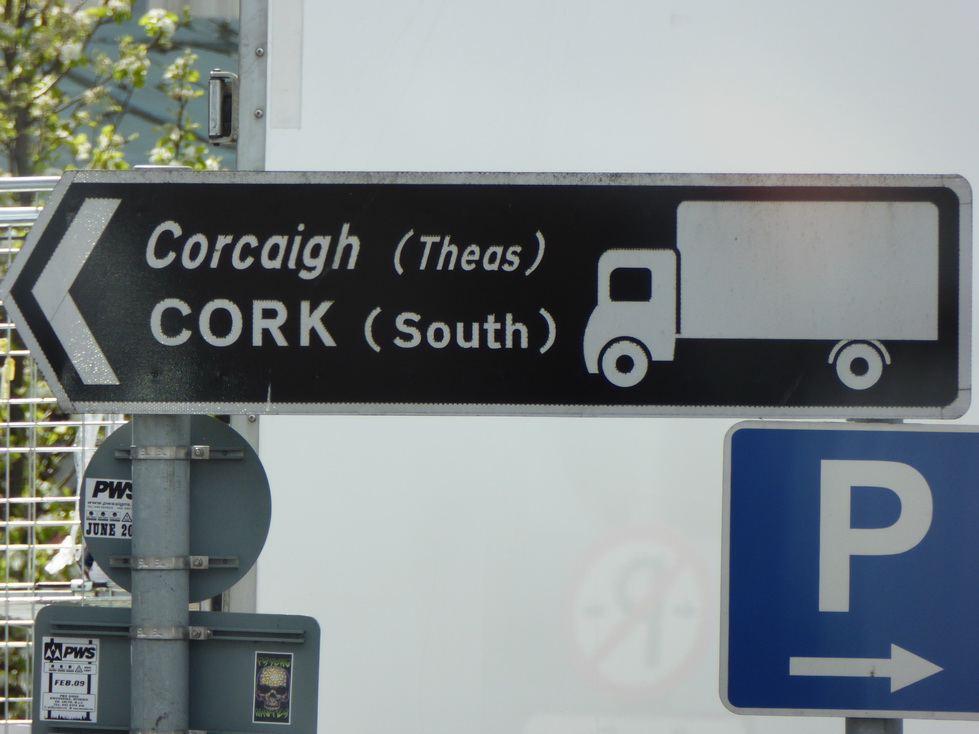 Corcaigh (Theas)
CORK (South)
P
PWS
JUNE 20
PWS
FEB.09